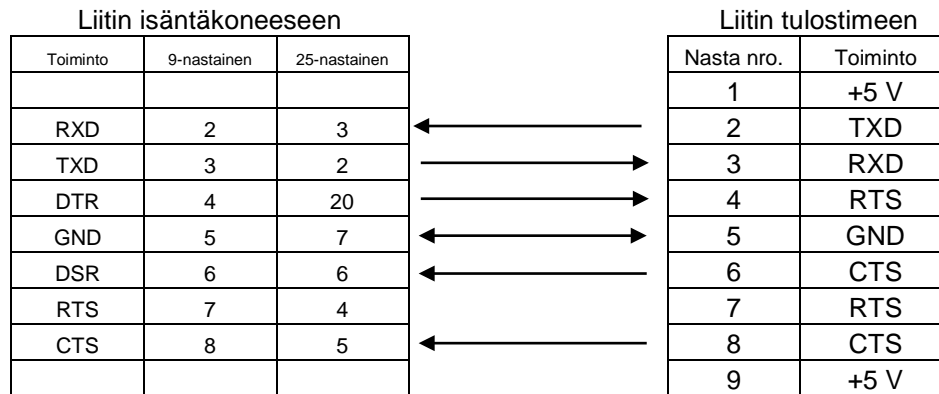 Liitin isäntäkoneeseen Liitin tulostimeen
Toiminto 9-nastainen 25-nastainen Nasta nro. Toiminto
1 +5 V
RXD 2 3 2 TXD
TXD 3 2 3 RXD
DTR 4 20 4 RTS
GND 5 7 5 GND
DSR 6 6 6 CTS
RTS 7 4 7 RTS
CTS 8 5 8 CTS
9 +5 V